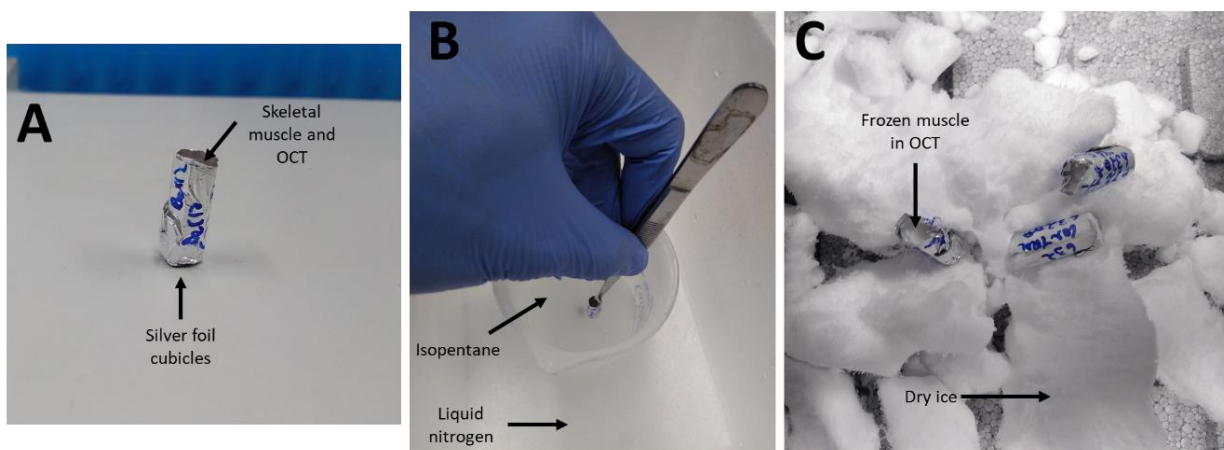 A
Skeletal
muscle and
OCT
Silver foil
cubicles
B
Isopentane
Liquid
nitrogen
C
Frozen muscle
in OCT
Dry ice